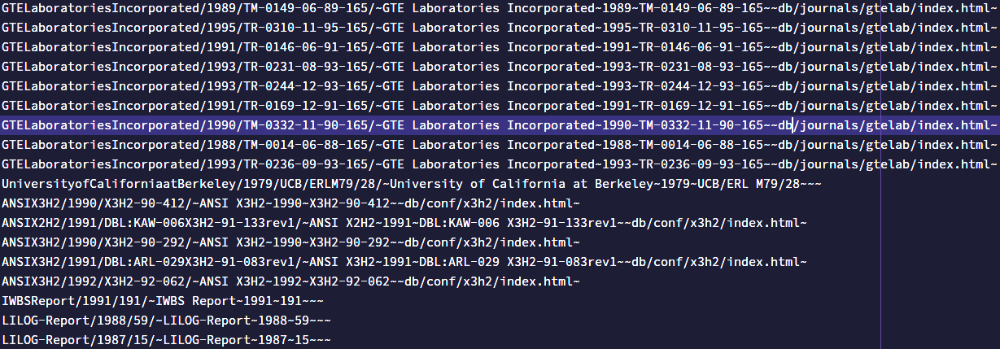 GTELaboratoriesIncorporated/1989/TM-0149-06-89-165/~GTE Laboratories Incorporated~1989~TM-0149-06-89-165~~db/journals/gtelab/index.html~
GTELaboratoriesIncorporated/1995/TR-0310-11-95-165/~GTE Laboratories Incorporated~1995~TR-0310-11-95-165~~db/journals/gtelab/index.html~
GTELaboratoriesIncorporated/1991/TR-0146-06-91-165/~GTE Laboratories Incorporated~1991~TR-0146-06-91-165~~db/journals/gtelab/index.html~
GTELaboratoriesIncorporated/1993/TR-0231-08-93-165/~GTE Laboratories Incorporated~1993~TR-0231-08-93-165~~db/journals/gtelab/index.html~
GTELaboratoriesIncorporated/1993/TR-0244-12-93-165/~GTE Laboratories Incorporated~1993~TR-0244-12-93-165~~db/journals/gtelab/index.html~
GTELaboratoriesIncorporated/1991/TR-0169-12-91-165/~GTE Laboratories Incorporated~1991~TR-0169-12-91-165~~db/journals/gtelab/index.html~
GTELaboratoriesIncorporated/1990/TM-0332-11-90-165/~GTE Laboratories Incorporated~1990~TM-0332-11-90-165~~db/journals/gtelab/index.html~
GTELaboratoriesIncorporated/1988/TM-0014-06-88-165/~GTE Laboratories Incorporated~1988~TM-0014-06-88-165~~db/journals/gtelab/index.html~
GTELaboratoriesIncorporated/1993/TR-0236-09-93-165/~GTE Laboratories Incorporated~1993~TR-0236-09-93-165~~db/journals/gtelab/index.html~
UniversityofCaliforniaatBerkeley/1979/UCB/ERLM79/28/~University of California at Berkeley~1979~UCB/ERL M79/28~~~
ANSIX3H2/1990/X3H2-90-412/~ANSI X3H2~1990~X3H2-90-412~~db/conf/x3h2/index.html~
ANSIX2H2/1991/DBL:KAW-006X3H2-91-133rev1/~ANSI X2H2~1991~DBL:KAW-006 X3H2-91-133rev1~~db/conf/x3h2/index.html~
ANSIX3H2/1990/X3H2-90-292/~ANSI X3H2~1990~X3H2-90-292~~db/conf/x3h2/index.html~
ANSIX3H2/1991/DBL:ARL-029X3H2-91-083rev1/~ANSI X3H2~1991~DBL:ARL-029 X3H2-91-083rev1~~db/conf/x3h2/index.html~
ANSIX3H2/1992/X3H2-92-062/~ANSI X3H2~1992~X3H2-92-062~~db/conf/x3h2/index.html~
IWBSReport/1991/191/~IWBS Report~1991~191~~~
LILOG-Report/1988/59/~LILOG-Report~1988~59~~~
LILOG-Report/1987/15/~LILOG-Report~1987~15~~~